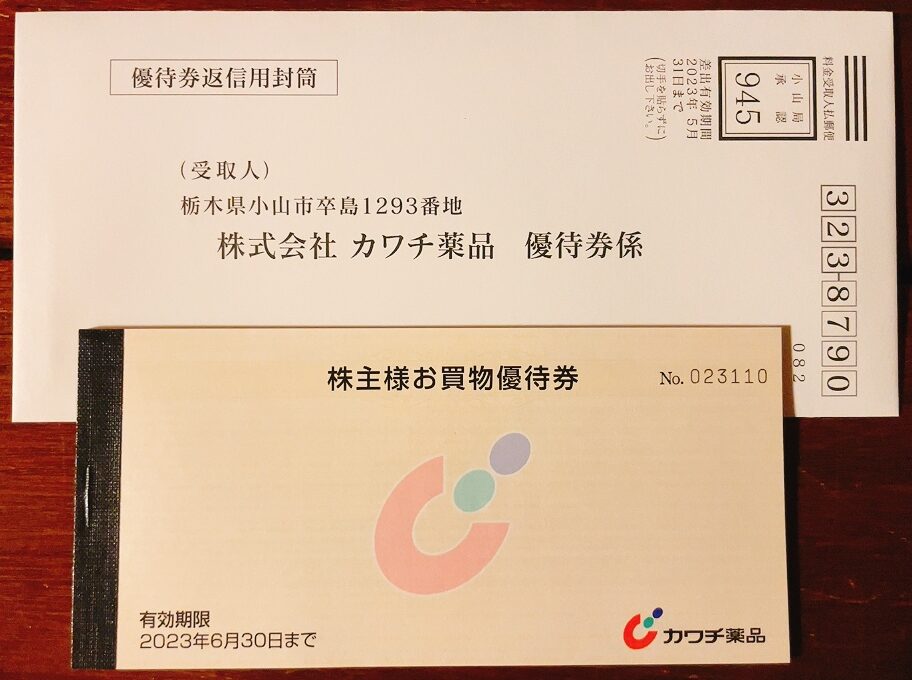 優待券返信用封筒
料金受取人払郵便
小山局
承認
945
差出有効期間
2023年5月
31日まで
(切手を貼らずに
お出し下さい。)
323-8790
082
(受取人)
栃木県小山市卒島1293番地
株式会社 カワチ薬品 優待券係
株主様お買物優待券
No. 023110
有効期限
2023年6月30日まで
カワチ薬品